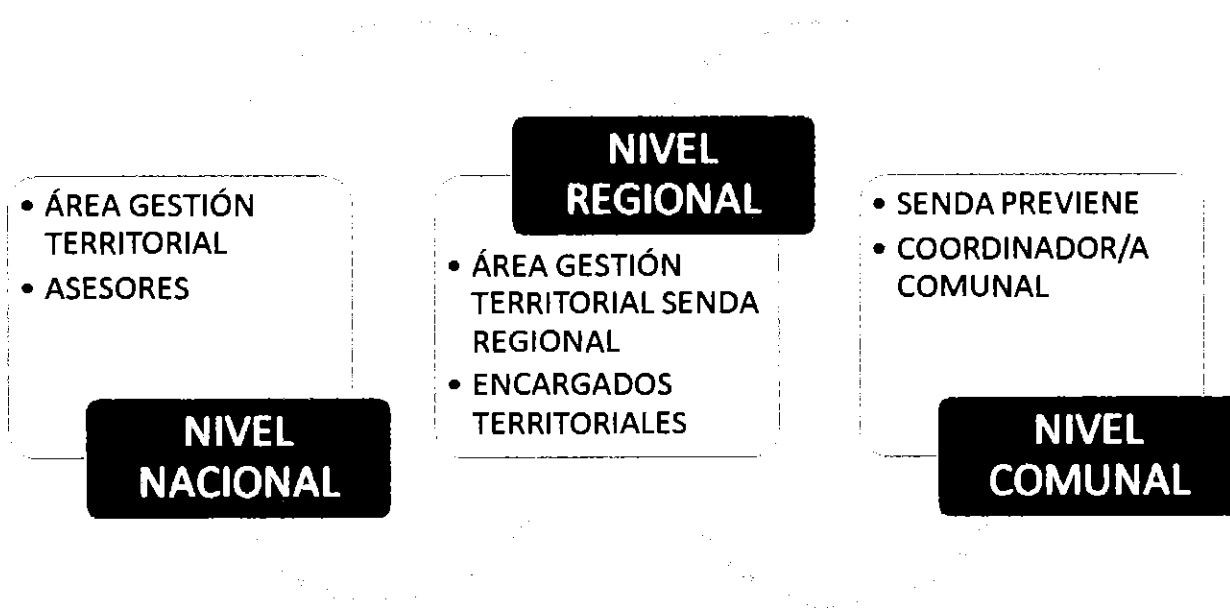 • ÁREA GESTIÓN
TERRITORIAL
• ASESORES
NIVEL
NACIONAL
NIVEL
REGIONAL
• ÁREA GESTIÓN
TERRITORIAL SENDA
REGIONAL
• ENCARGADOS
TERRITORIALES
• SENDA PREVIENE
• COORDINADOR/A
COMUNAL
NIVEL
COMUNAL